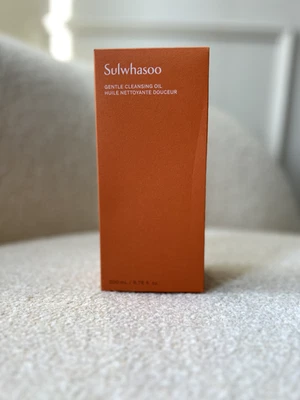 Sulwhasoo
GENTLE CLEANSING OIL
HUILE NETTOYANTE DOUCEUR